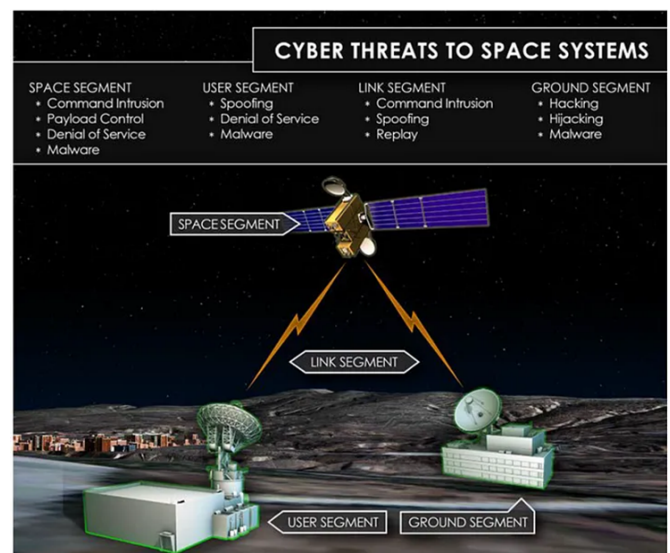 CYBER THREATS TO SPACE SYSTEMS
SPACE SEGMENT
* Command Intrusion
* Payload Control
* Denial of Service
* Malware
USER SEGMENT
* Spoofing
* Denial of Service
* Malware
LINK SEGMENT
* Command Intrusion
* Spoofing
* Replay
GROUND SEGMENT
* Hacking
* Hijacking
* Malware
SPACE SEGMENT
LINK SEGMENT
USER SEGMENT
GROUND SEGMENT